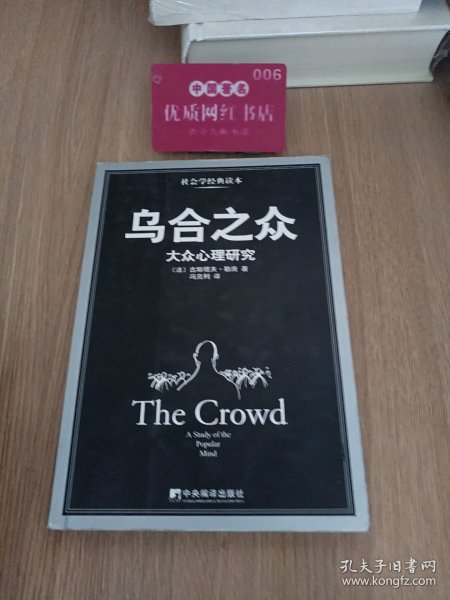 006
中国著名
优质网红书店
社会学经典读本
乌合之众
大众心理研究
〔法〕古斯塔夫·勒庞 著
冯克利 译
The Crowd
A Study of the
Popular
Mind
中央编译出版社
孔夫子旧书网
www.kongfz.com